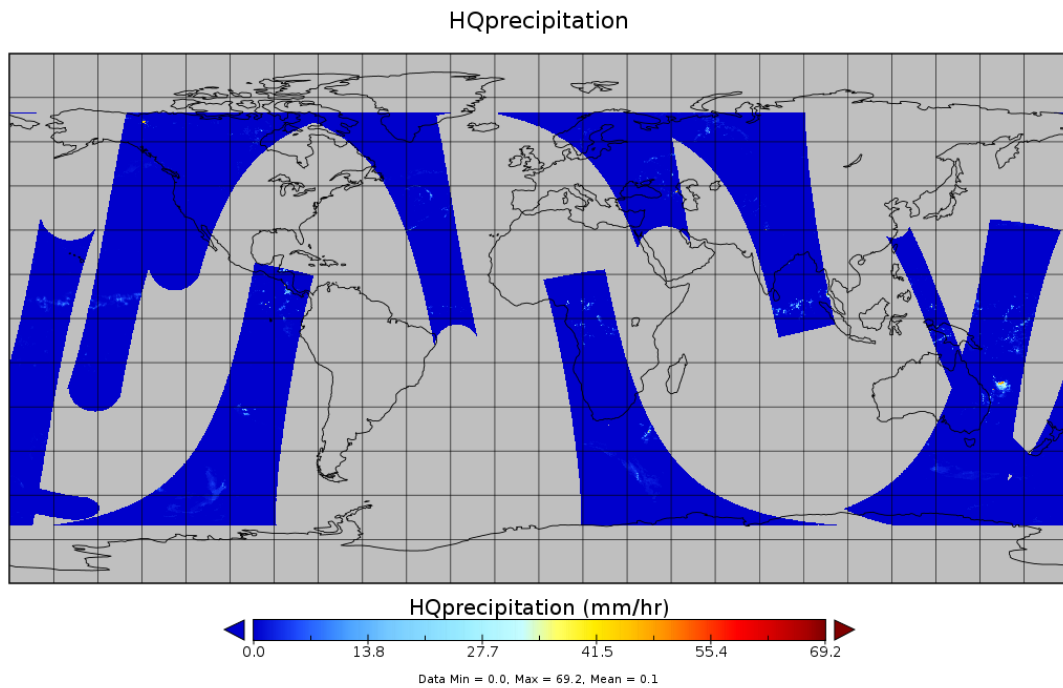 HQprecipitation
HQprecipitation (mm/hr)
0.0 13.8 27.7 41.5 55.4 69.2
Data Min = 0.0, Max = 69.2, Mean = 0.1